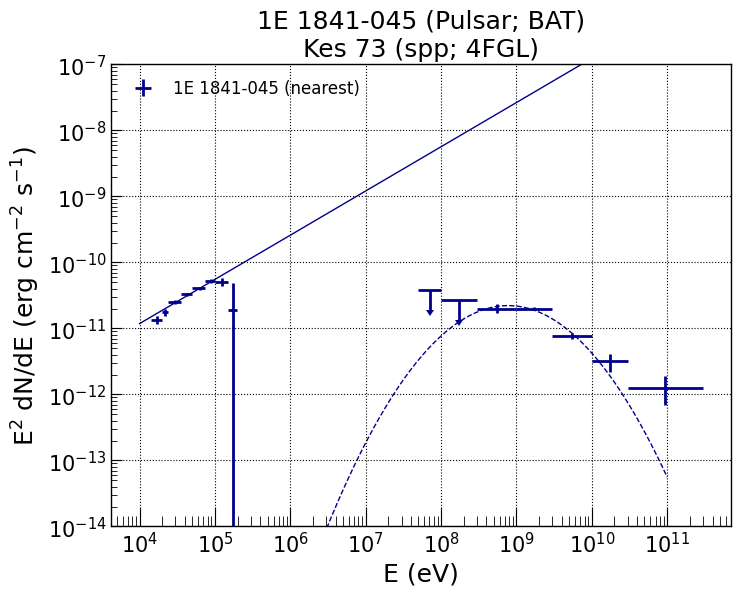 1E 1841-045 (Pulsar; BAT)
Kes 73 (spp; 4FGL)
1E 1841-045 (nearest)
E² dN/dE (erg cm⁻² s⁻¹)
10⁻⁷
10⁻⁸
10⁻⁹
10⁻¹⁰
10⁻¹¹
10⁻¹²
10⁻¹³
10⁻¹⁴
10⁴ 10⁵ 10⁶ 10⁷ 10⁸ 10⁹ 10¹⁰ 10¹¹
E (eV)